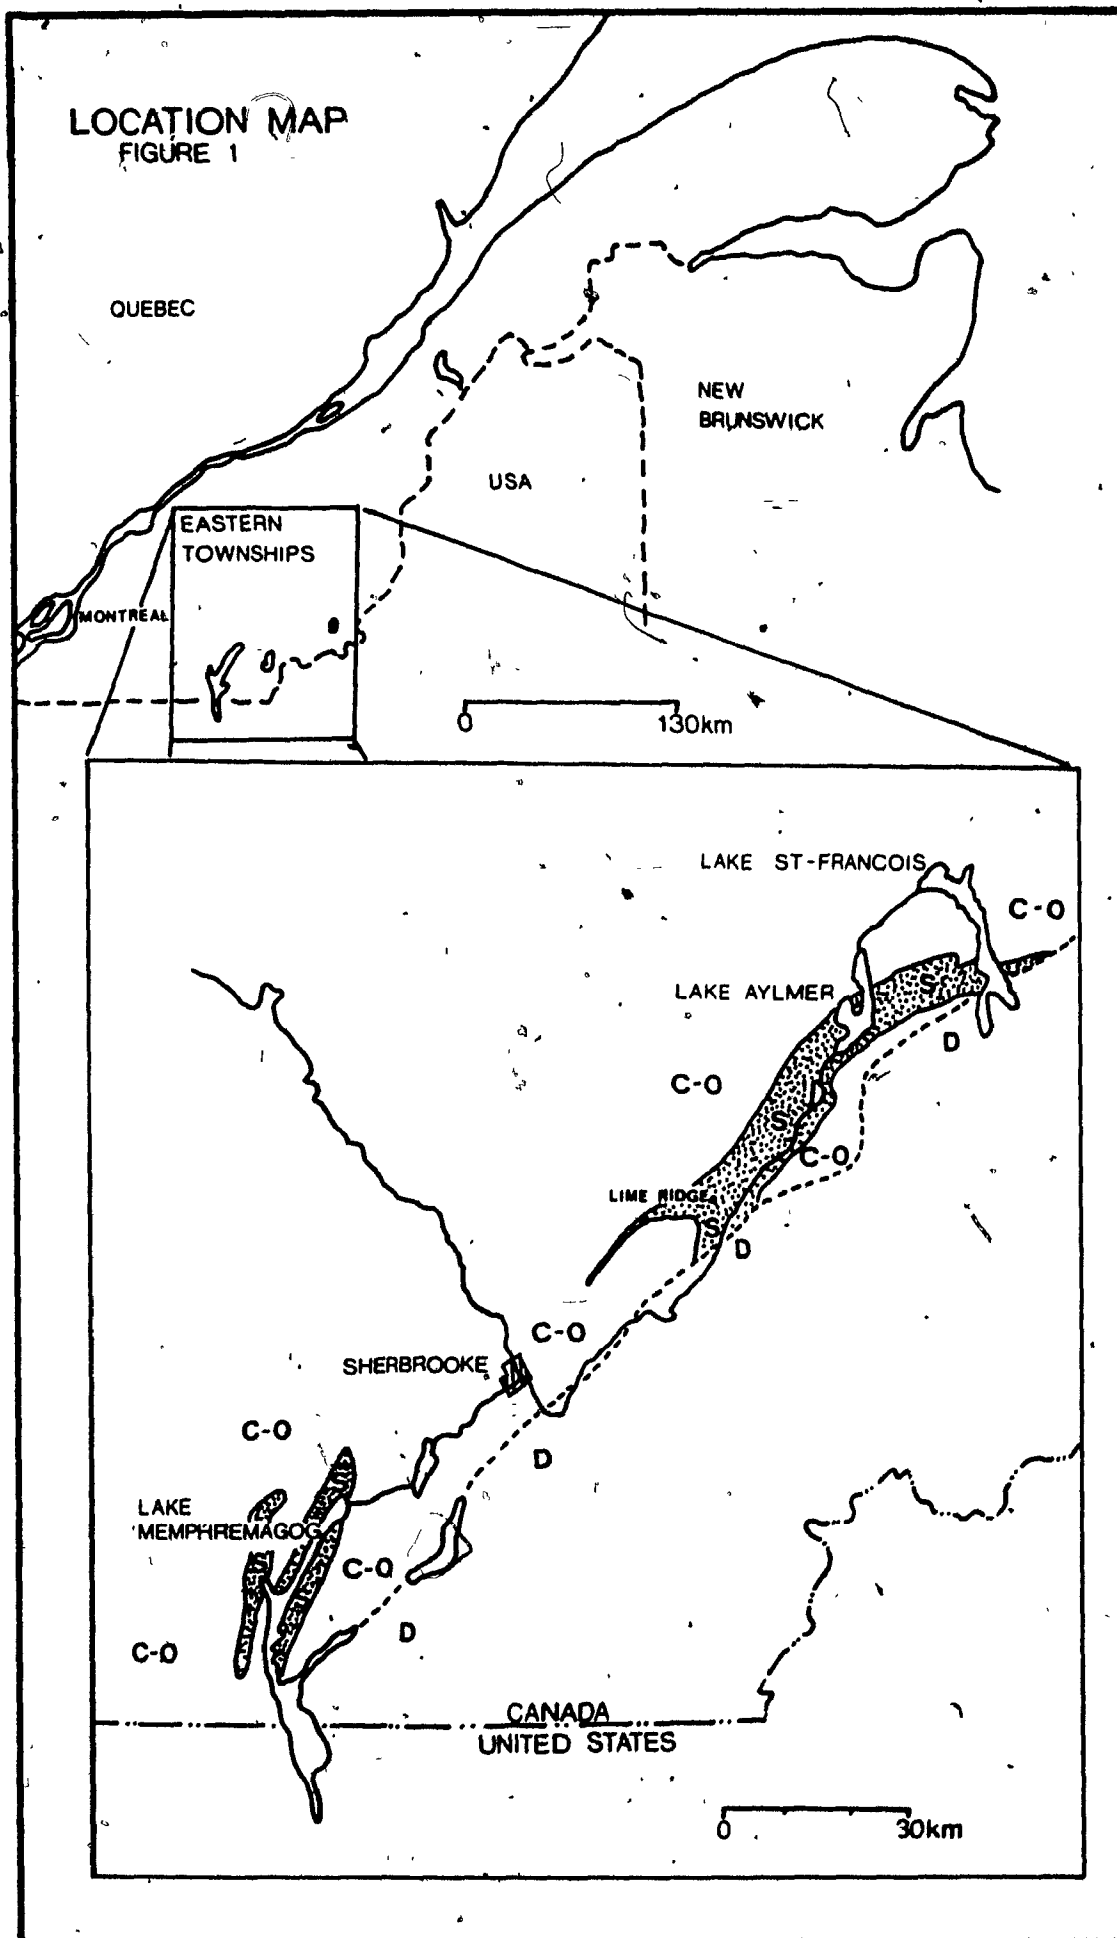 LOCATION MAP
FIGURE 1
QUEBEC
NEW
BRUNSWICK
USA
EASTERN
TOWNSHIPS
MONTREAL
0 130km
LAKE ST-FRANCOIS
C-O
LAKE AYLMER
S
D
C-O
D
S
C-O
LIME RIDGE
S
D
C-O
SHERBROOKE
C-O
D
LAKE
MEMPHREMAGOG
S
S
C-O
S
D
C-O
CANADA
UNITED STATES
0 30km